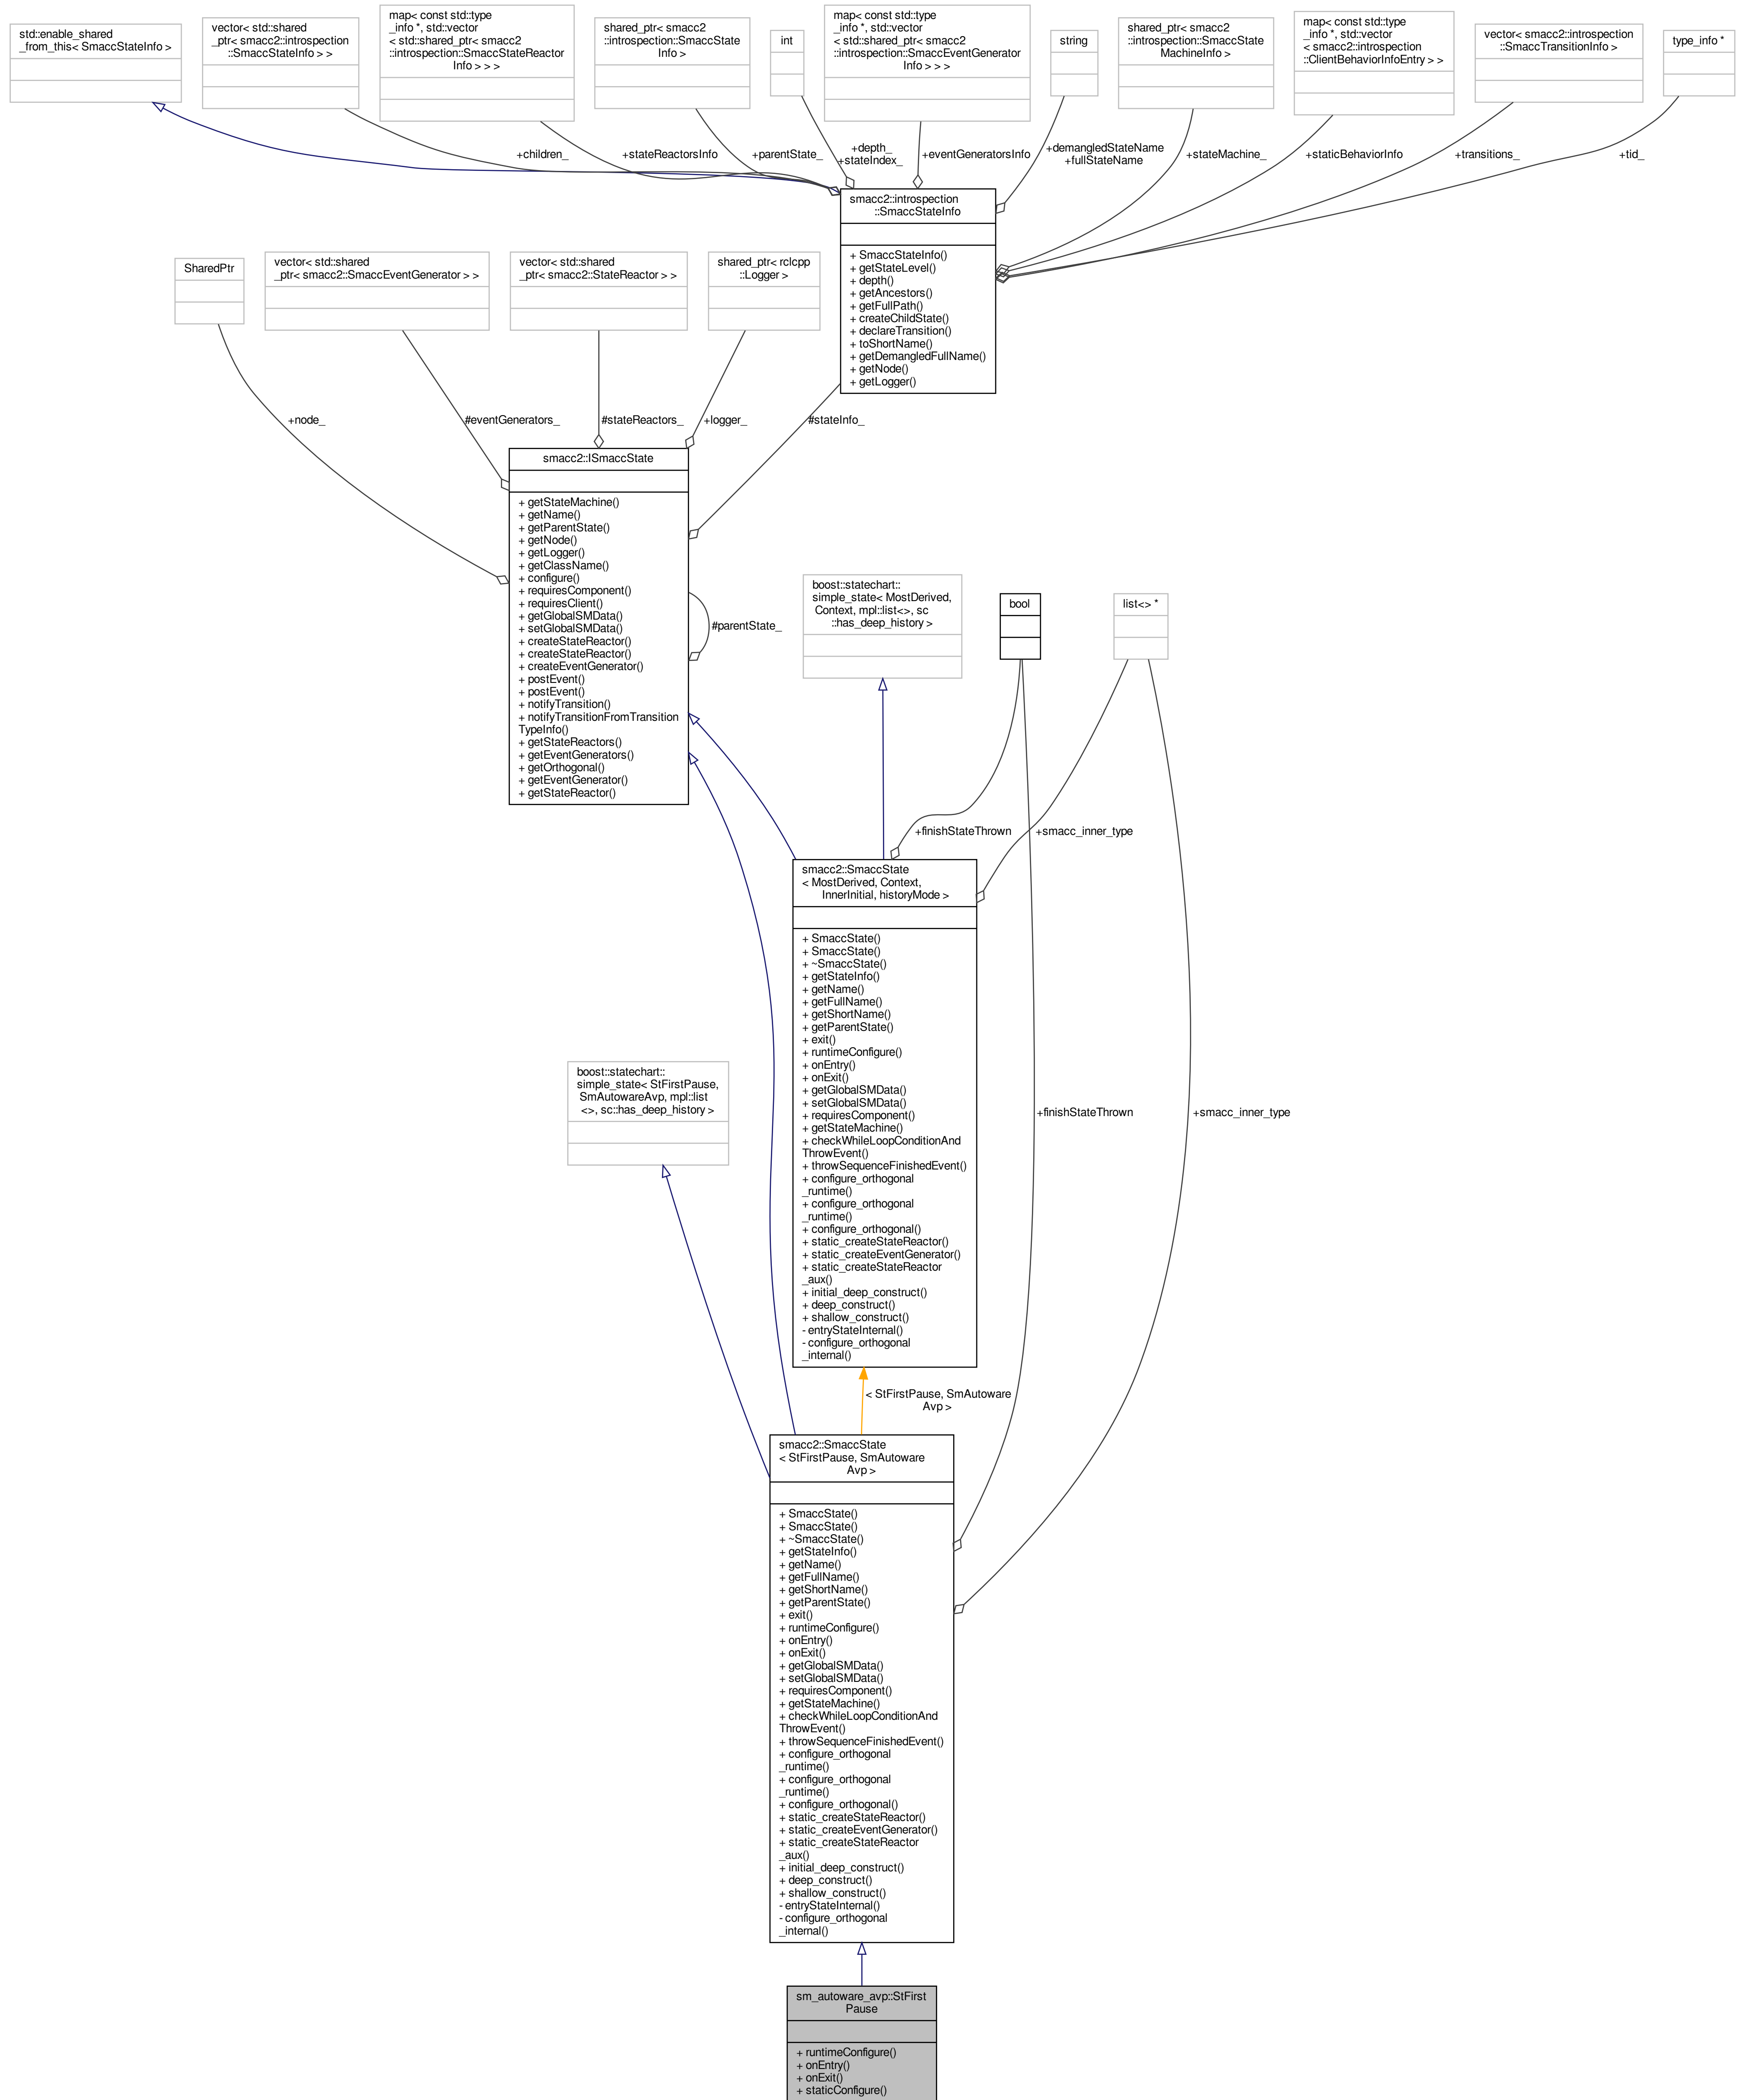 std::enable_shared
_from_this< SmaccStateInfo >
vector< std::shared
_ptr< smacc2::introspection
::SmaccStateInfo > >
map< const std::type
_info *, std::vector
< std::shared_ptr< smacc2
::introspection::SmaccStateReactor
Info > > >
shared_ptr< smacc2
::introspection::SmaccState
Info >
int
map< const std::type
_info *, std::vector
< std::shared_ptr< smacc2
::introspection::SmaccEventGenerator
Info > > >
string
shared_ptr< smacc2
::introspection::SmaccState
MachineInfo >
map< const std::type
_info *, std::vector
< smacc2::introspection
::ClientBehaviorInfoEntry > >
vector< smacc2::introspection
::SmaccTransitionInfo >
type_info *
+children_
+stateReactorsInfo
+parentState_
+depth_
+stateIndex_
+eventGeneratorsInfo
+demangledStateName
+fullStateName
+stateMachine_
+staticBehaviorInfo
+transitions_
+tid_
smacc2::introspection
::SmaccStateInfo
+ SmaccStateInfo()
+ getStateLevel()
+ depth()
+ getAncestors()
+ getFullPath()
+ createChildState()
+ declareTransition()
+ toShortName()
+ getDemangledFullName()
+ getNode()
+ getLogger()
SharedPtr
vector< std::shared
_ptr< smacc2::SmaccEventGenerator > >
vector< std::shared
_ptr< smacc2::StateReactor > >
shared_ptr< rclcpp
::Logger >
+node_
#eventGenerators_
#stateReactors_
+logger_
#stateInfo_
smacc2::ISmaccState
+ getStateMachine()
+ getName()
+ getParentState()
+ getNode()
+ getLogger()
+ getClassName()
+ configure()
+ requiresComponent()
+ requiresClient()
+ getGlobalSMData()
+ setGlobalSMData()
+ createStateReactor()
+ createStateReactor()
+ createEventGenerator()
+ postEvent()
+ postEvent()
+ notifyTransition()
+ notifyTransitionFromTransition
TypeInfo()
+ getStateReactors()
+ getEventGenerators()
+ getOrthogonal()
+ getEventGenerator()
+ getStateReactor()
#parentState_
boost::statechart::
simple_state< MostDerived,
Context, mpl::list<>, sc
::has_deep_history >
bool
list<> *
+finishStateThrown
+smacc_inner_type
smacc2::SmaccState
< MostDerived, Context,
InnerInitial, historyMode >
+ SmaccState()
+ SmaccState()
+ ~SmaccState()
+ getStateInfo()
+ getName()
+ getFullName()
+ getShortName()
+ getParentState()
+ exit()
+ runtimeConfigure()
+ onEntry()
+ onExit()
+ getGlobalSMData()
+ setGlobalSMData()
+ requiresComponent()
+ getStateMachine()
+ checkWhileLoopConditionAnd
ThrowEvent()
+ throwSequenceFinishedEvent()
+ configure_orthogonal
_runtime()
+ configure_orthogonal
_runtime()
+ configure_orthogonal()
+ static_createStateReactor()
+ static_createEventGenerator()
+ static_createStateReactor
_aux()
+ initial_deep_construct()
+ deep_construct()
+ shallow_construct()
- entryStateInternal()
- configure_orthogonal
_internal()
boost::statechart::
simple_state< StFirstPause,
SmAutowareAvp, mpl::list
<>, sc::has_deep_history >
+finishStateThrown
+smacc_inner_type
< StFirstPause, SmAutoware
Avp >
smacc2::SmaccState
< StFirstPause, SmAutoware
Avp >
+ SmaccState()
+ SmaccState()
+ ~SmaccState()
+ getStateInfo()
+ getName()
+ getFullName()
+ getShortName()
+ getParentState()
+ exit()
+ runtimeConfigure()
+ onEntry()
+ onExit()
+ getGlobalSMData()
+ setGlobalSMData()
+ requiresComponent()
+ getStateMachine()
+ checkWhileLoopConditionAnd
ThrowEvent()
+ throwSequenceFinishedEvent()
+ configure_orthogonal
_runtime()
+ configure_orthogonal
_runtime()
+ configure_orthogonal()
+ static_createStateReactor()
+ static_createEventGenerator()
+ static_createStateReactor
_aux()
+ initial_deep_construct()
+ deep_construct()
+ shallow_construct()
- entryStateInternal()
- configure_orthogonal
_internal()
sm_autoware_avp::StFirst
Pause
+ runtimeConfigure()
+ onEntry()
+ onExit()
+ staticConfigure()